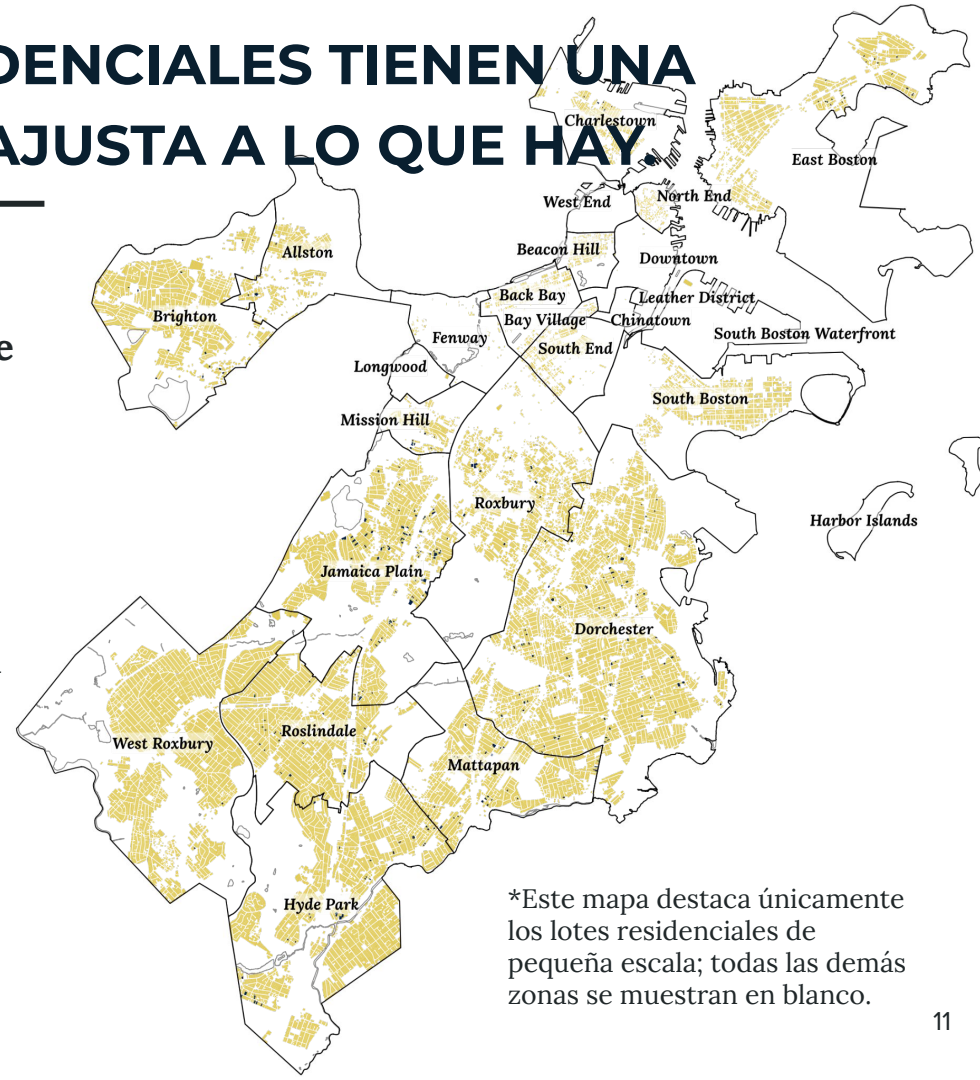 DENCIALES TIENEN UNA
AJUSTA A LO QUE HAY.
e
Charlestown
East Boston
West End
North End
Allston
Beacon Hill
Downtown
Back Bay
Leather District
Brighton
Bay Village
Chinatown
South Boston Waterfront
Fenway
South End
Longwood
South Boston
Mission Hill
Roxbury
Harbor Islands
Jamaica Plain
Dorchester
Roslindale
West Roxbury
Mattapan
Hyde Park
*Este mapa destaca únicamente
los lotes residenciales de
pequeña escala; todas las demás
zonas se muestran en blanco.
11